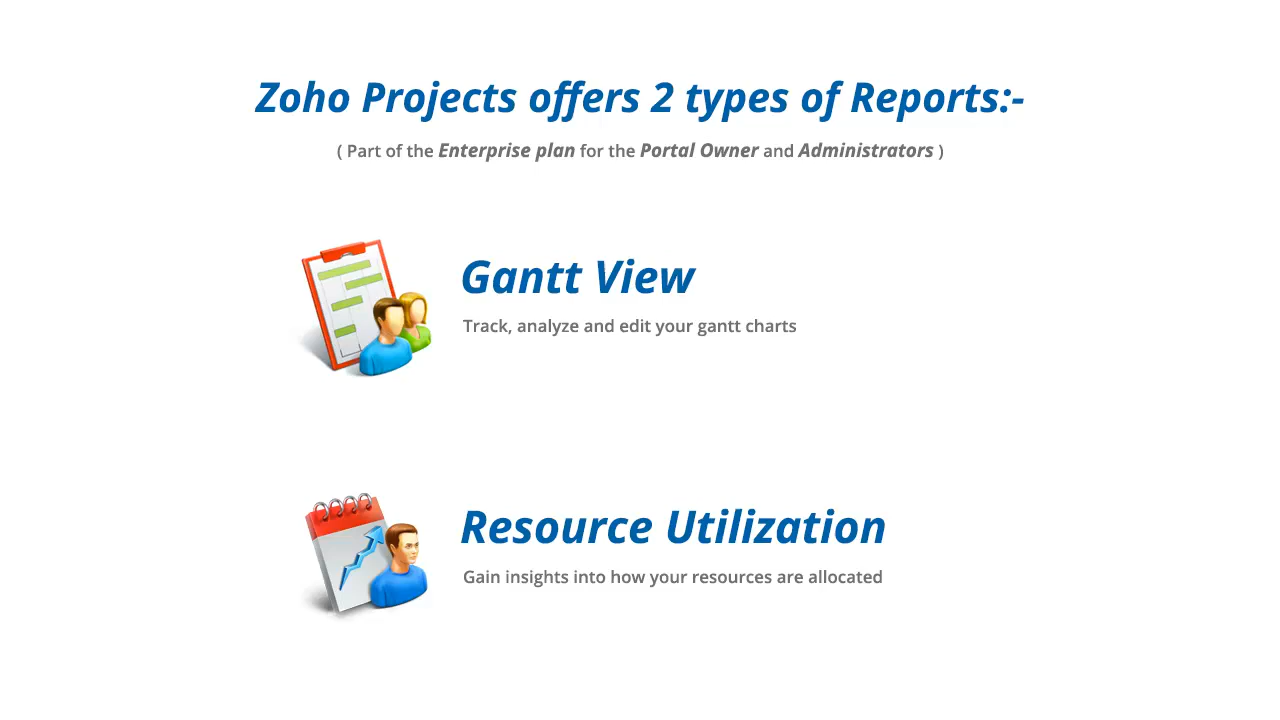 Zoho Projects offers 2 types of Reports:-
( Part of the Enterprise plan for the Portal Owner and Administrators )
Gantt View
Track, analyze and edit your gantt charts
Resource Utilization
Gain insights into how your resources are allocated